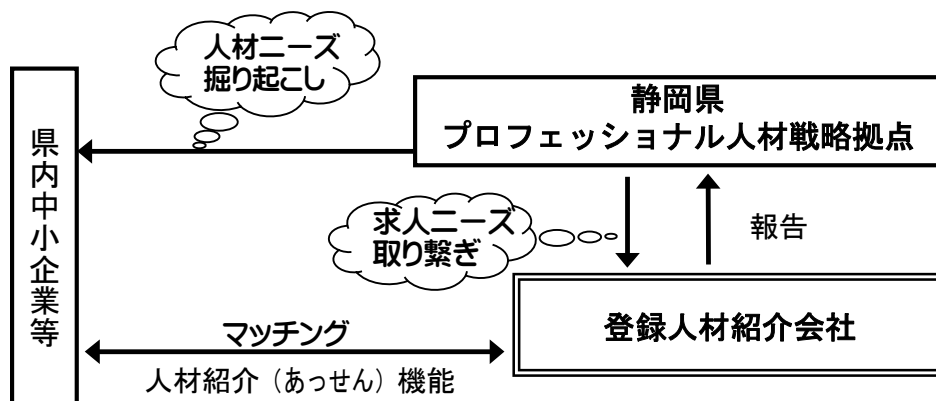 人材ニーズ
掘り起こし
静岡県
プロフェッショナル人材戦略拠点
県内中小企業等
求人ニーズ
取り繋ぎ
報告
登録人材紹介会社
マッチング
人材紹介（あっせん）機能